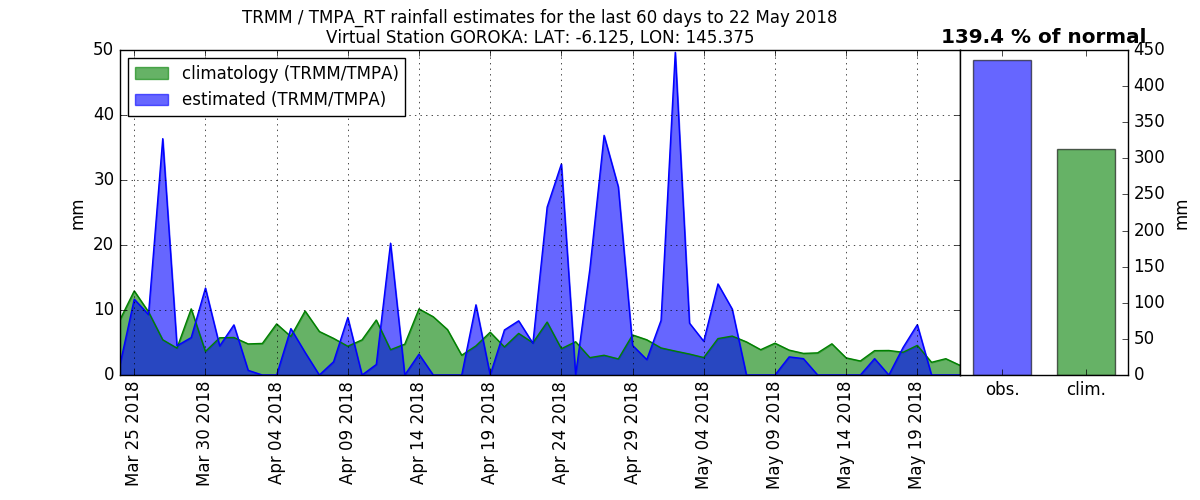 TRMM / TMPA_RT rainfall estimates for the last 60 days to 22 May 2018
Virtual Station GOROKA: LAT: -6.125, LON: 145.375
139.4 % of normal
climatology (TRMM/TMPA)
estimated (TRMM/TMPA)
mm
50
40
30
20
10
0
Mar 25 2018
Mar 30 2018
Apr 04 2018
Apr 09 2018
Apr 14 2018
Apr 19 2018
Apr 24 2018
Apr 29 2018
May 04 2018
May 09 2018
May 14 2018
May 19 2018
obs.
clim.
450
400
350
300
250
200
150
100
50
0
mm